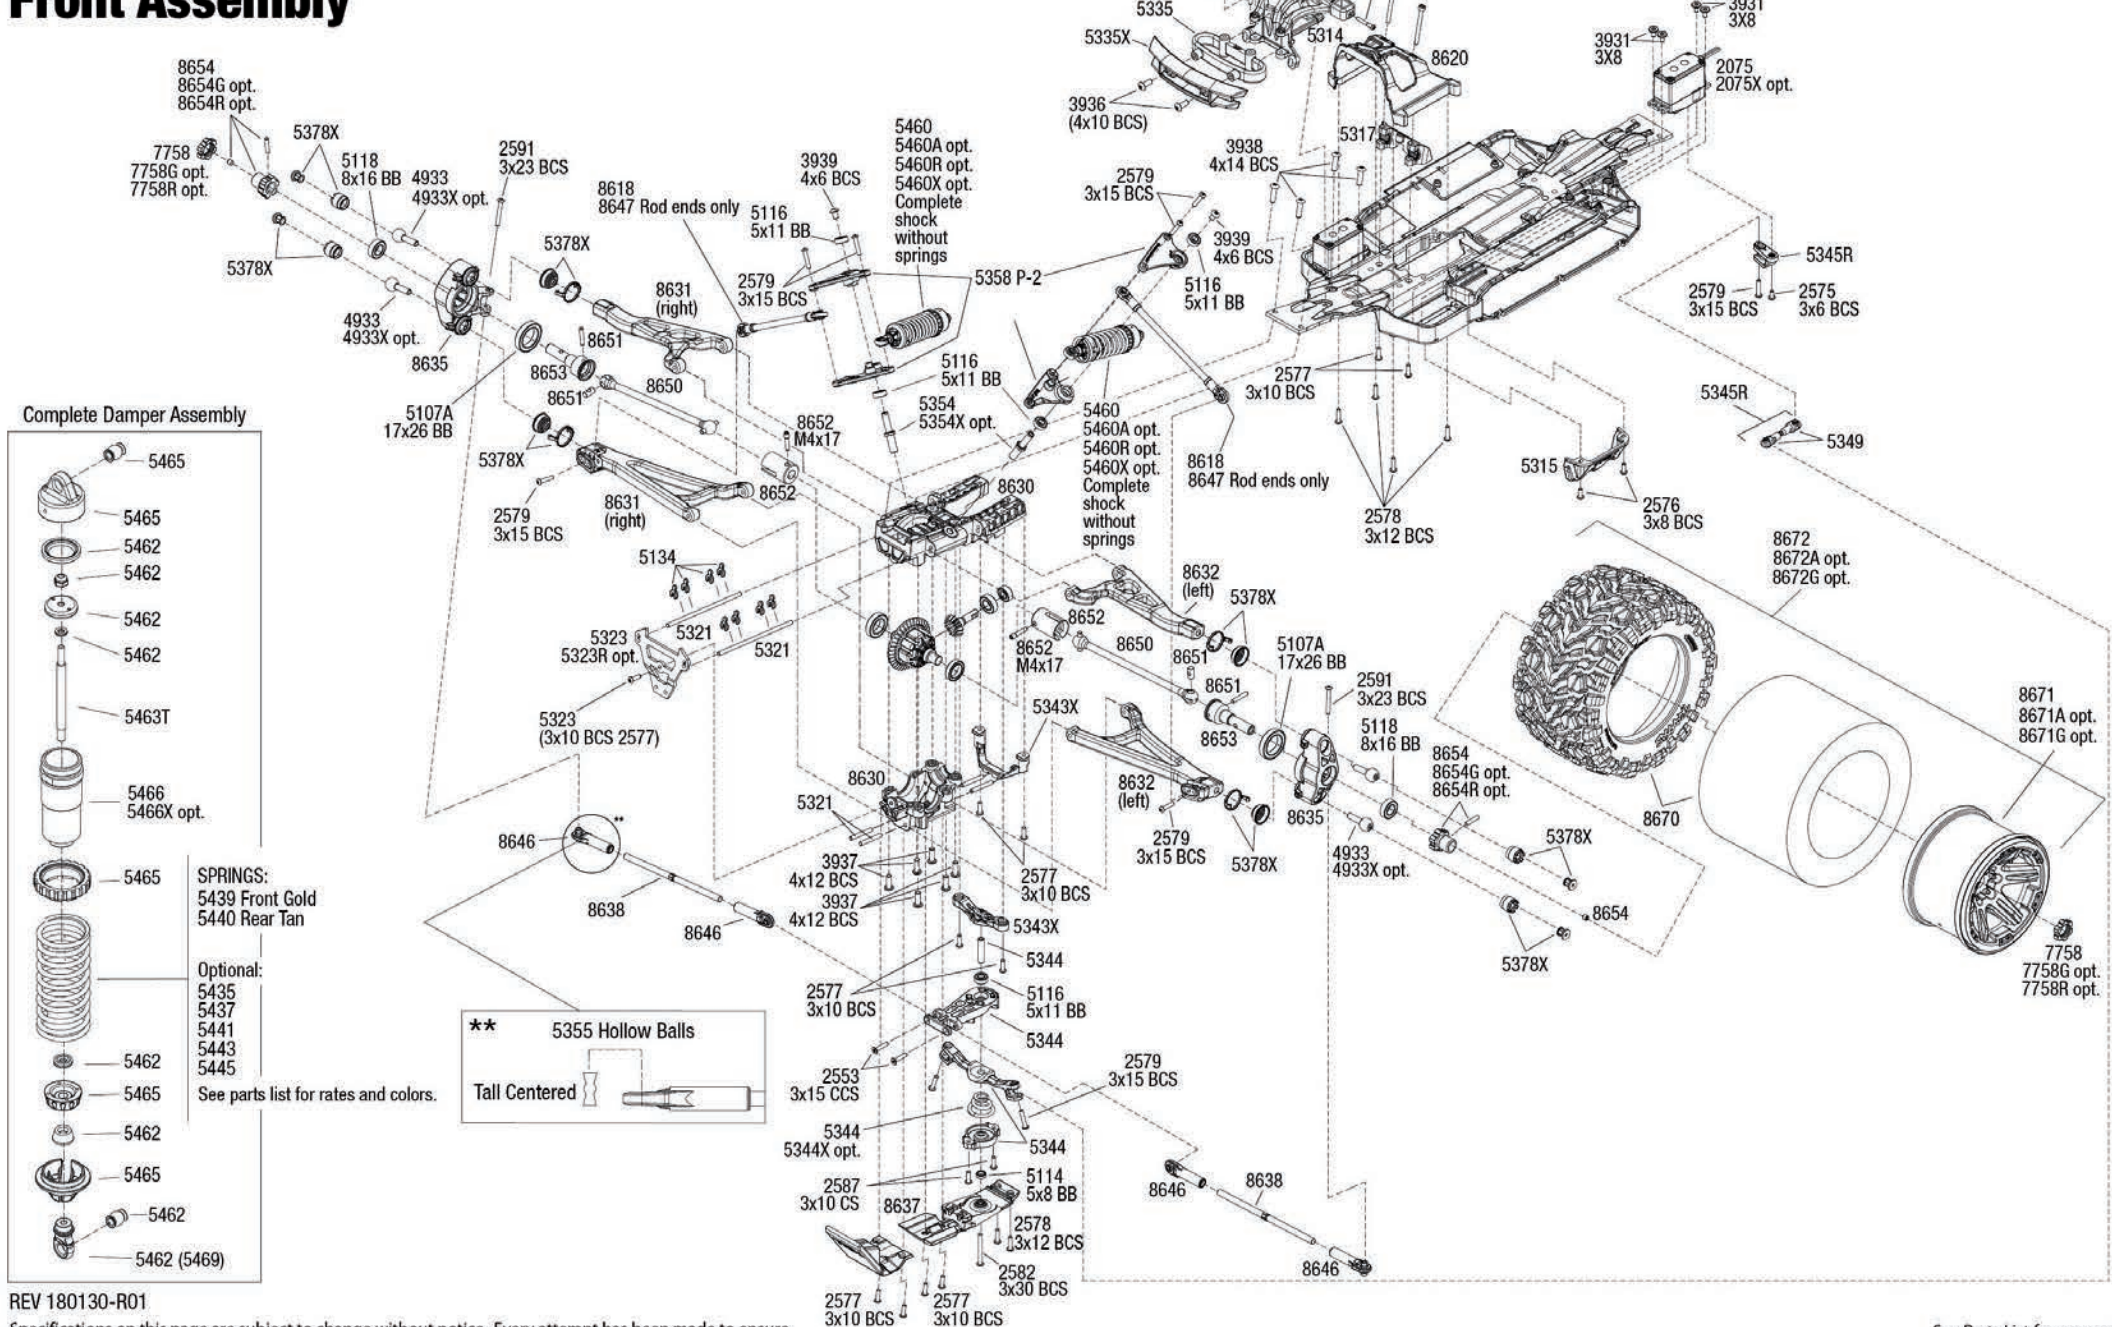 Front Assembly
5335
5335X
5314
3936
(4x10 BCS)
8620
5317
3931
3X8
3931
3X8
2075
2075X opt.
8654
8654G opt.
8654R opt.
7758
7758G opt.
7758R opt.
5378X
5118
8x16 BB
4933
4933X opt.
2591
3x23 BCS
5378X
4933
4933X opt.
8635
5378X
8618
8647 Rod ends only
5116
5x11 BB
3939
4x6 BCS
5460
5460A opt.
5460R opt.
5460X opt.
Complete
shock
without
springs
2579
3x15 BCS
3938
4x14 BCS
3939
4x6 BCS
5116
5x11 BB
5358 P-2
2579
3x15 BCS
8631
(right)
8651
8653
8651
8650
5107A
17x26 BB
5378X
2579
3x15 BCS
8631
(right)
8652
M4x17
8652
5116
5x11 BB
5354
5354X opt.
5460
5460A opt.
5460R opt.
5460X opt.
Complete
shock
without
springs
8618
8647 Rod ends only
2577
3x10 BCS
2578
3x12 BCS
5345R
2579
3x15 BCS
2575
3x6 BCS
5345R
5349
5315
2576
3x8 BCS
Complete Damper Assembly
5465
5465
5462
5462
5462
5462
5463T
5466
5466X opt.
5465
SPRINGS:
5439 Front Gold
5440 Rear Tan
Optional:
5435
5437
5441
5443
5445
See parts list for rates and colors.
5462
5465
5462
5465
5462
5462 (5469)
8630
5134
5323
5323R opt.
5321
5321
5323
(3x10 BCS 2577)
8632
(left)
5378X
8652
8652
M4x17
8650
8651
8651
8653
5107A
17x26 BB
2591
3x23 BCS
5118
8x16 BB
8654
8654G opt.
8654R opt.
8672
8672A opt.
8672G opt.
8671
8671A opt.
8671G opt.
8670
5343X
8630
5321
8632
(left)
2579
3x15 BCS
5378X
8635
4933
4933X opt.
5378X
8654
5378X
7758
7758G opt.
7758R opt.
8646
**
8638
8646
3937
4x12 BCS
3937
4x12 BCS
2577
3x10 BCS
5343X
5344
2577
3x10 BCS
5116
5x11 BB
5344
** 5355 Hollow Balls
Tall Centered
2553
3x15 CCS
2579
3x15 BCS
5344
5344X opt.
5344
2587
3x10 CS
5114
5x8 BB
8637
2578
3x12 BCS
2582
3x30 BCS
2577
3x10 BCS
2577
3x10 BCS
8646
8638
8646
REV 180130-R01